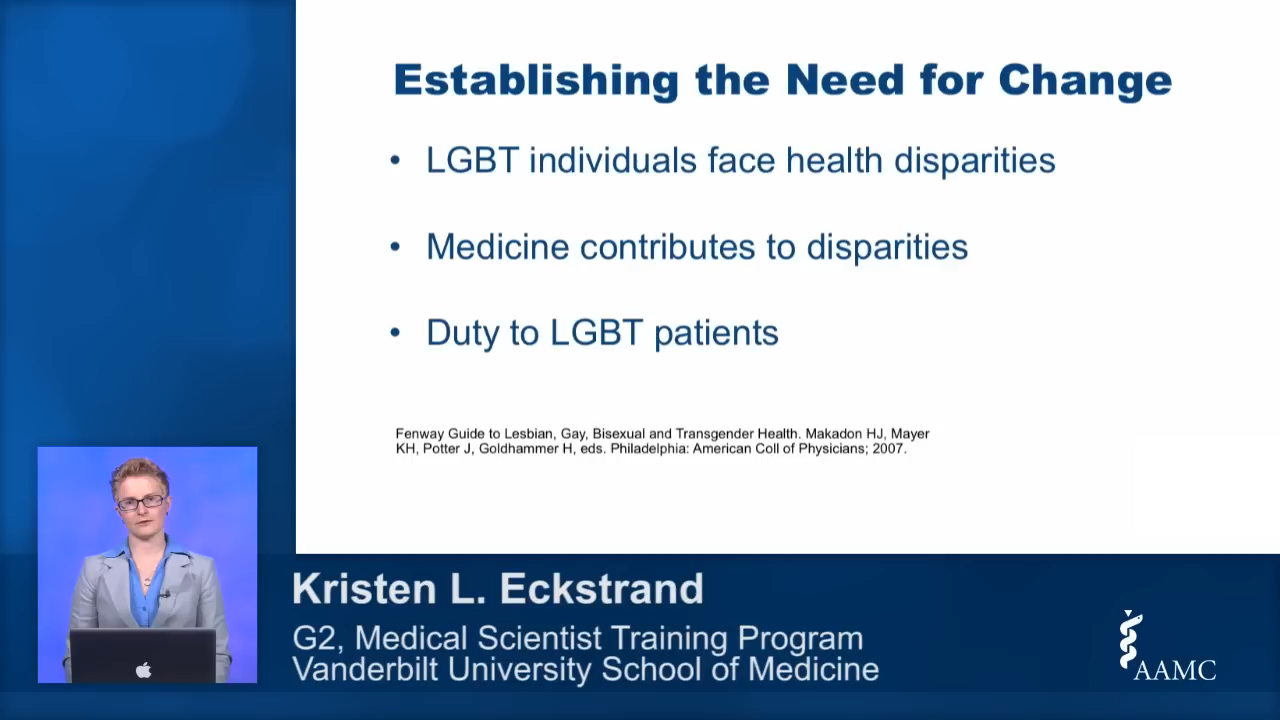 Establishing the Need for Change
• LGBT individuals face health disparities
• Medicine contributes to disparities
• Duty to LGBT patients
Fenway Guide to Lesbian, Gay, Bisexual and Transgender Health. Makadon HJ, Mayer
KH, Potter J, Goldhammer H, eds. Philadelphia: American Coll of Physicians; 2007.
Kristen L. Eckstrand
G2, Medical Scientist Training Program
Vanderbilt University School of Medicine
AAMC